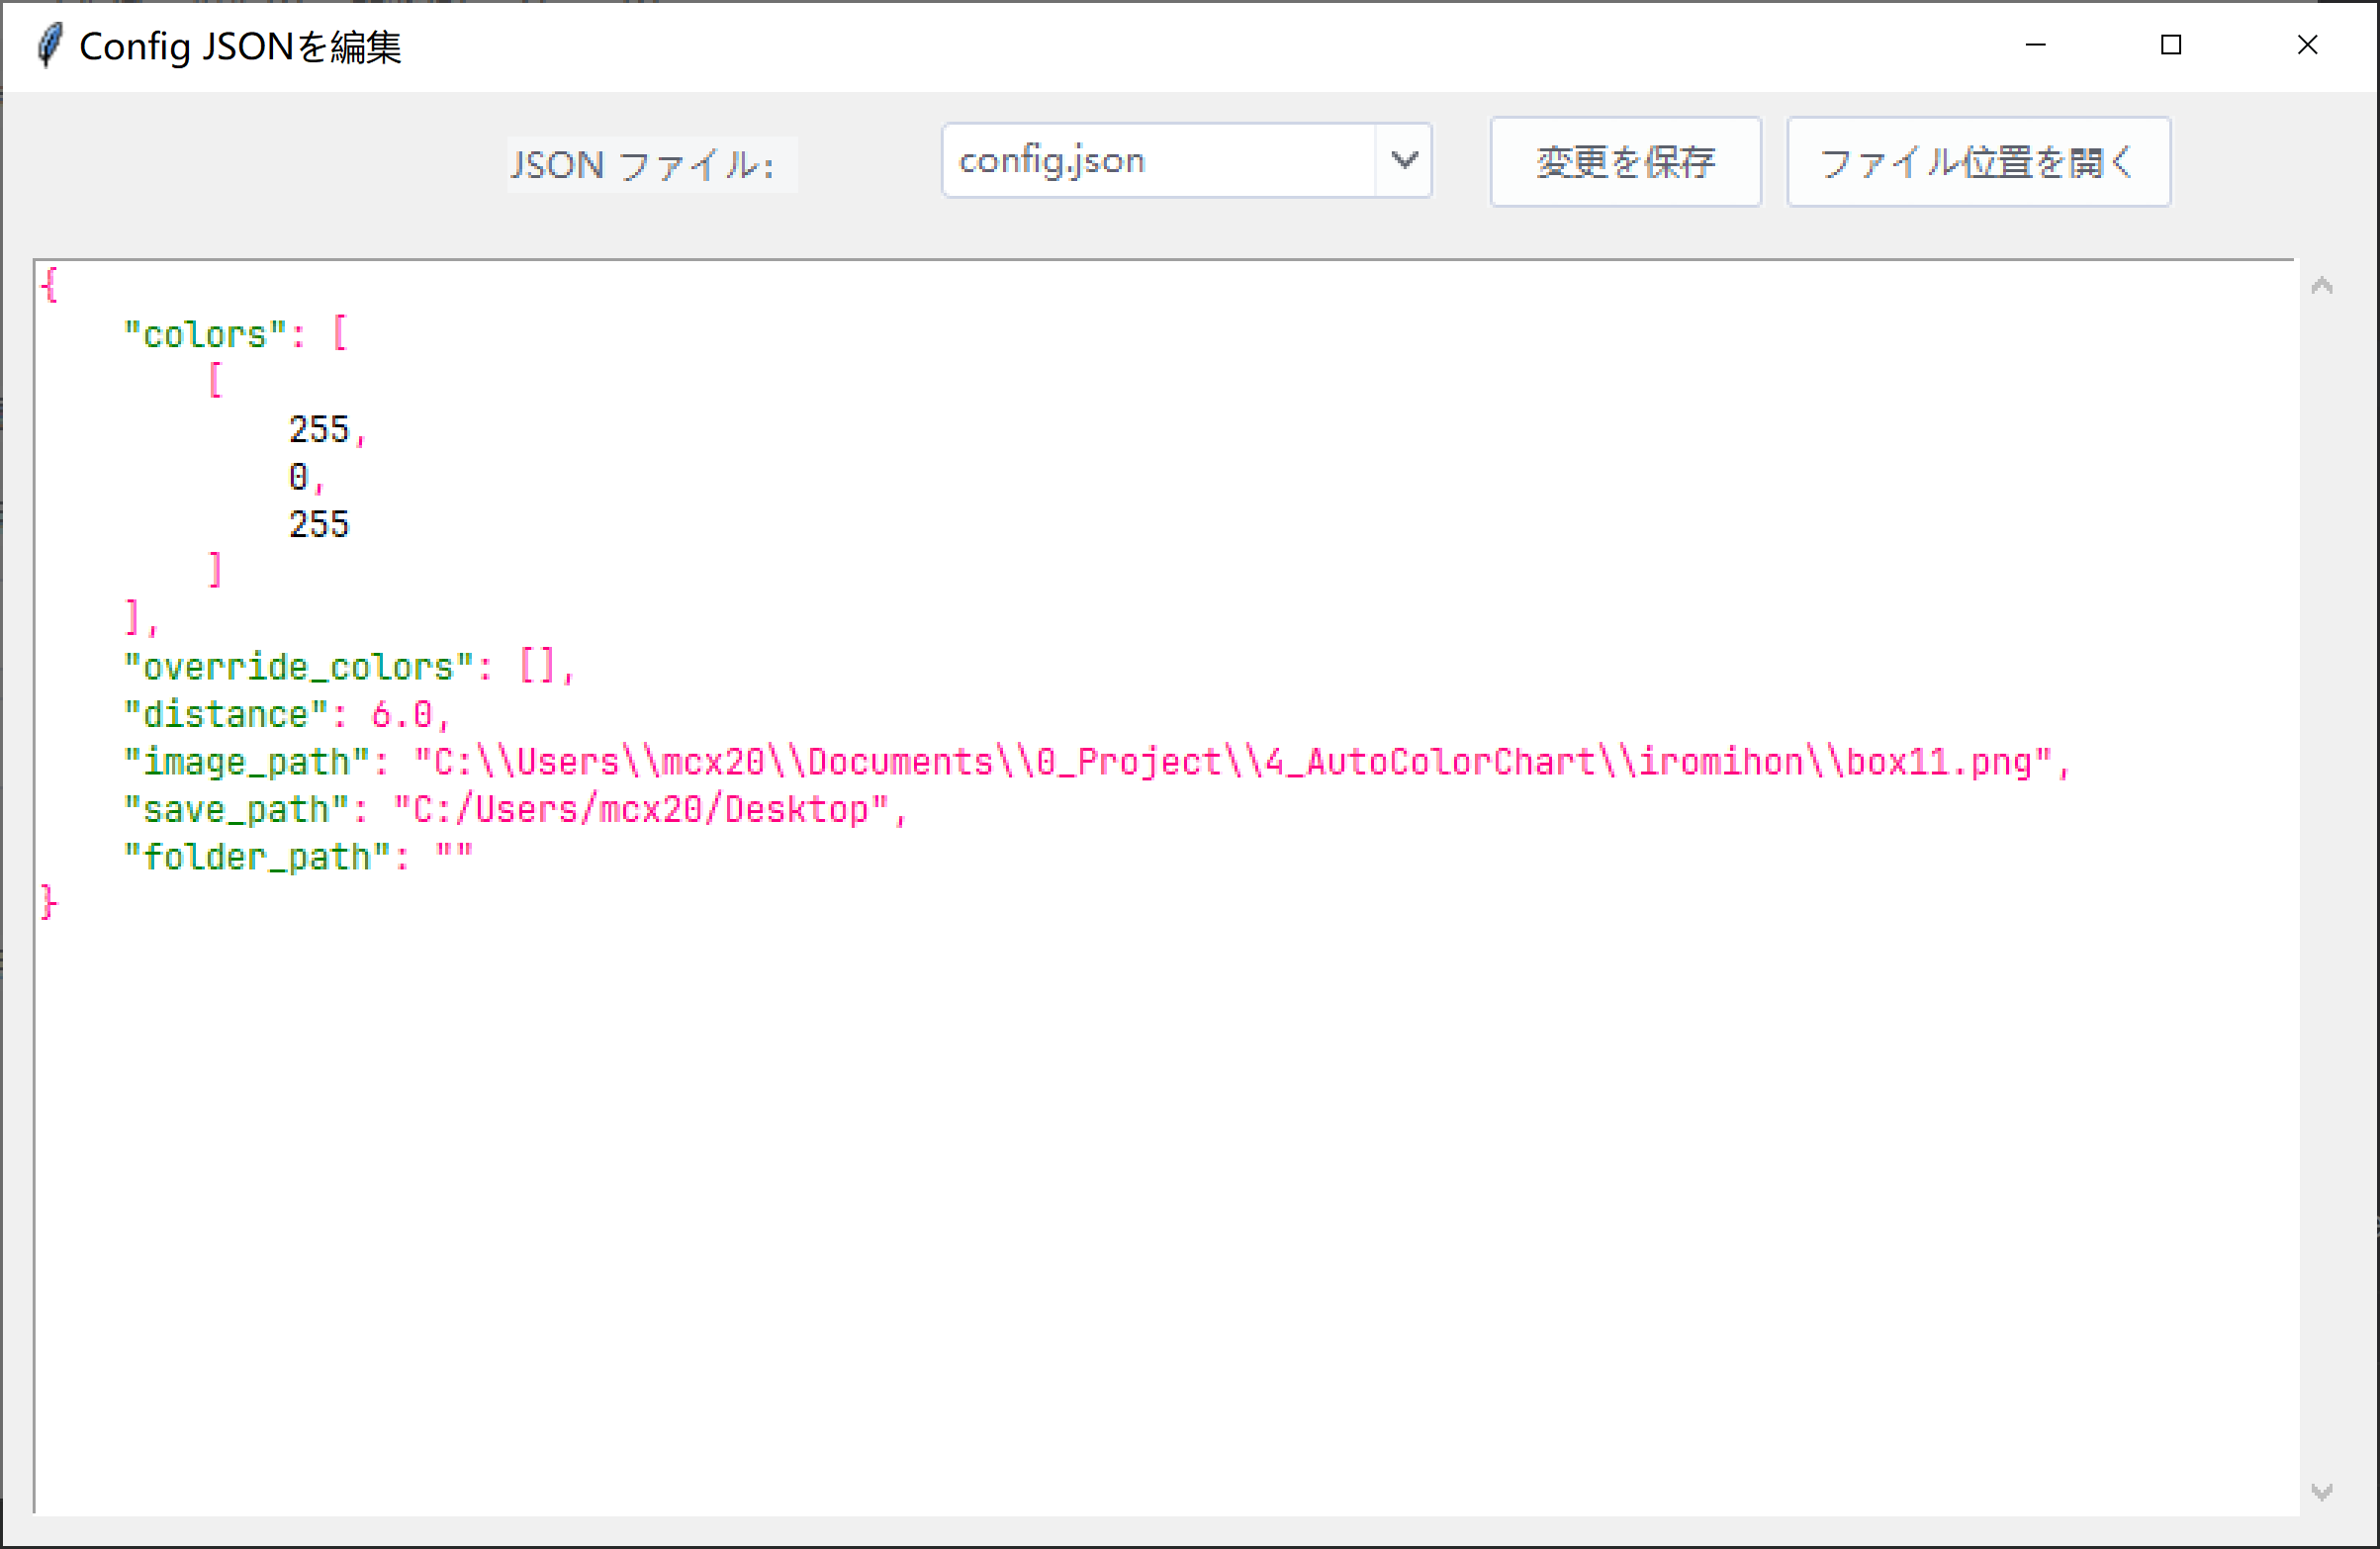 Config JSONを編集
JSON ファイル:
config.json
変更を保存
ファイル位置を開く
{
    "colors": [
        [
            255,
            0,
            255
        ]
    ],
    "override_colors": [],
    "distance": 6.0,
    "image_path": "C:\\Users\\mcx20\\Documents\\0_Project\\4_AutoColorChart\\iromihon\\box11.png",
    "save_path": "C:/Users/mcx20/Desktop",
    "folder_path": ""
}